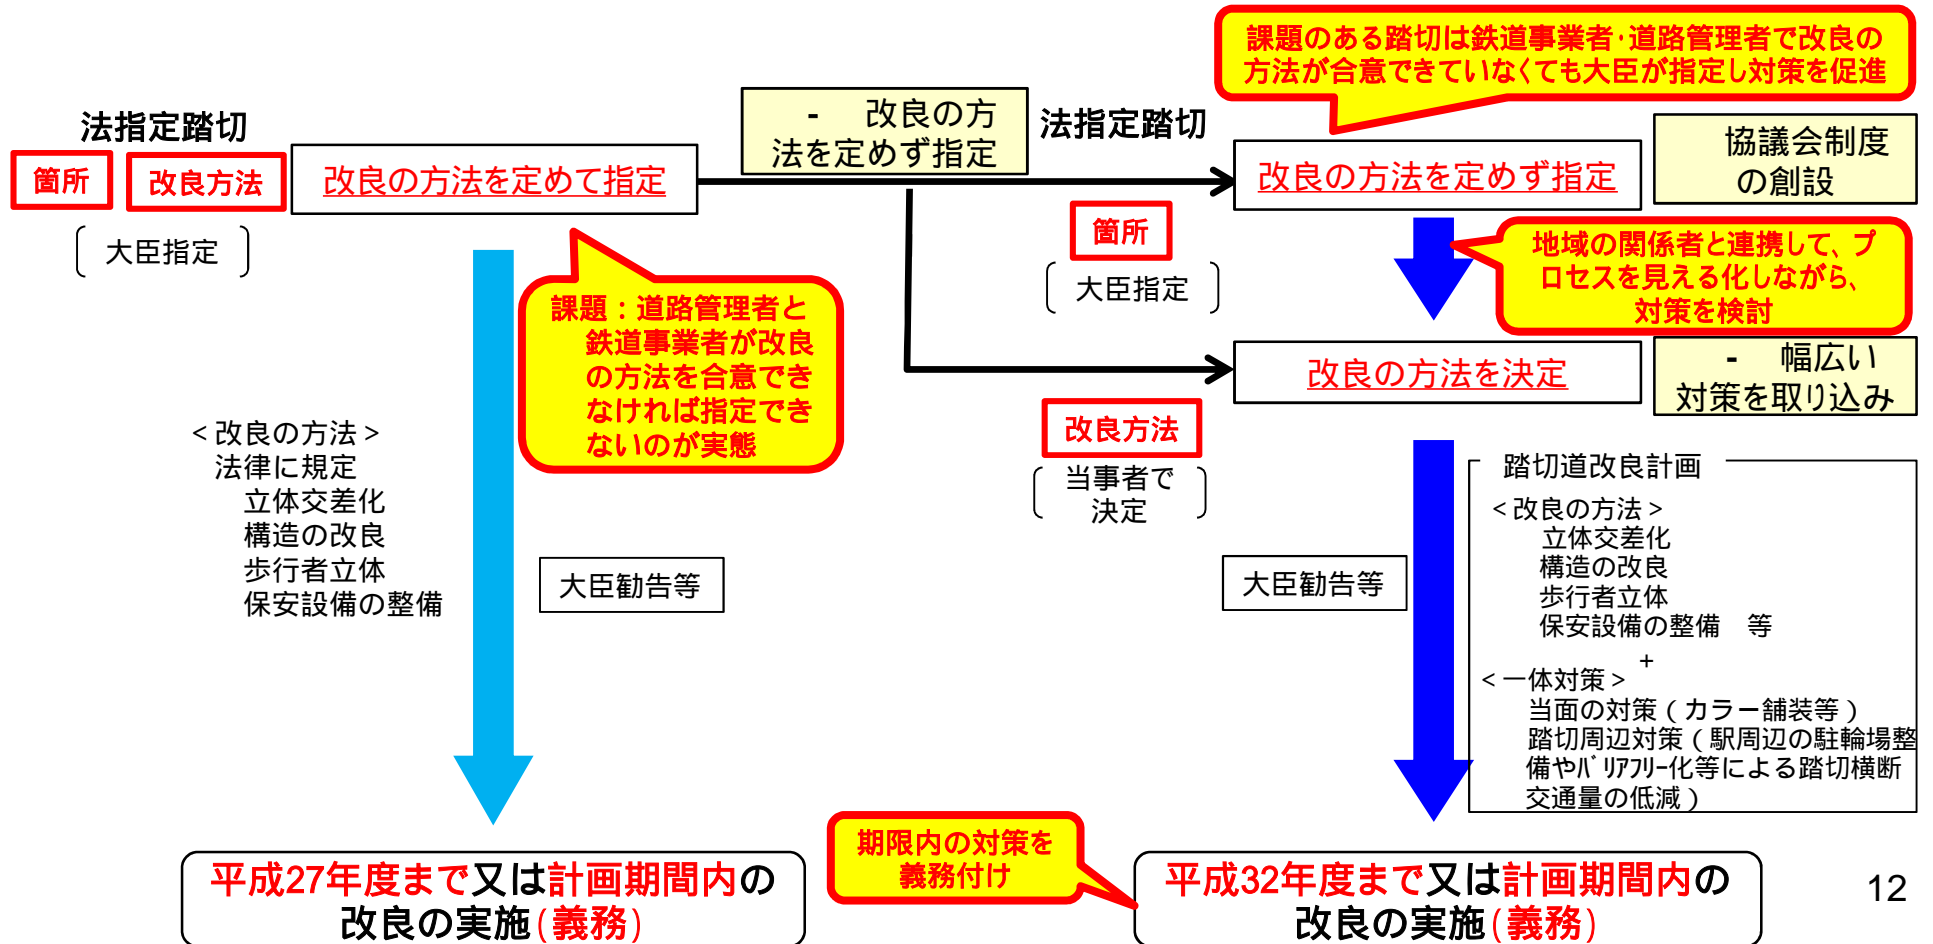 課題のある踏切は鉄道事業者・道路管理者で改良の
方法が合意できていなくても大臣が指定し対策を促進
法指定踏切
箇所
改良方法
改良の方法を定めて指定
大臣指定
- 改良の方
法を定めず指定
法指定踏切
改良の方法を定めず指定
協議会制度
の創設
箇所
大臣指定
地域の関係者と連携して、プ
ロセスを見える化しながら、
対策を検討
課題：道路管理者と
鉄道事業者が改良
の方法を合意でき
なければ指定でき
ないのが実態
改良の方法を決定
- 幅広い
対策を取り込み
改良方法
当事者で
決定
＜改良の方法＞
法律に規定
立体交差化
構造の改良
歩行者立体
保安設備の整備
大臣勧告等
大臣勧告等
踏切道改良計画
＜改良の方法＞
立体交差化
構造の改良
歩行者立体
保安設備の整備　等
+
＜一体対策＞
当面の対策（カラー舗装等）
踏切周辺対策（駅周辺の駐輪場整
備やﾊﾞﾘｱﾌﾘｰ化等による踏切横断
交通量の低減）
平成27年度まで又は計画期間内の
改良の実施(義務)
期限内の対策を
義務付け
平成32年度まで又は計画期間内の
改良の実施(義務)
12